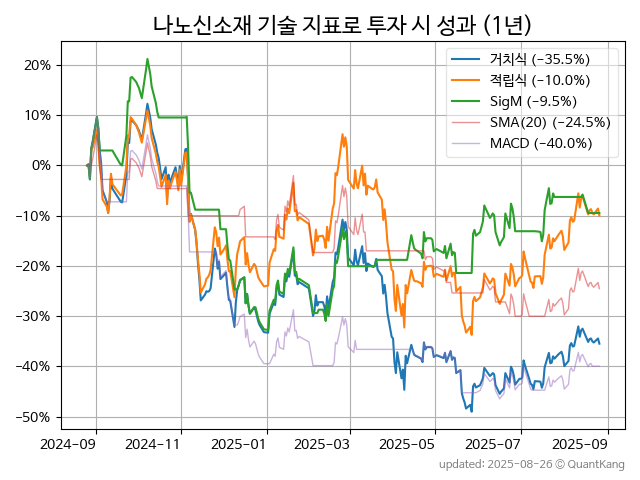 나노신소재 기술 지표로 투자 시 성과 (1년)
거치식 (−35.5%)
적립식 (−10.0%)
SigM (−9.5%)
SMA(20) (−24.5%)
MACD (−40.0%)
20%
10%
0%
−10%
−20%
−30%
−40%
−50%
2024-09 2024-11 2025-01 2025-03 2025-05 2025-07 2025-09
updated: 2025-08-26 © QuantKang